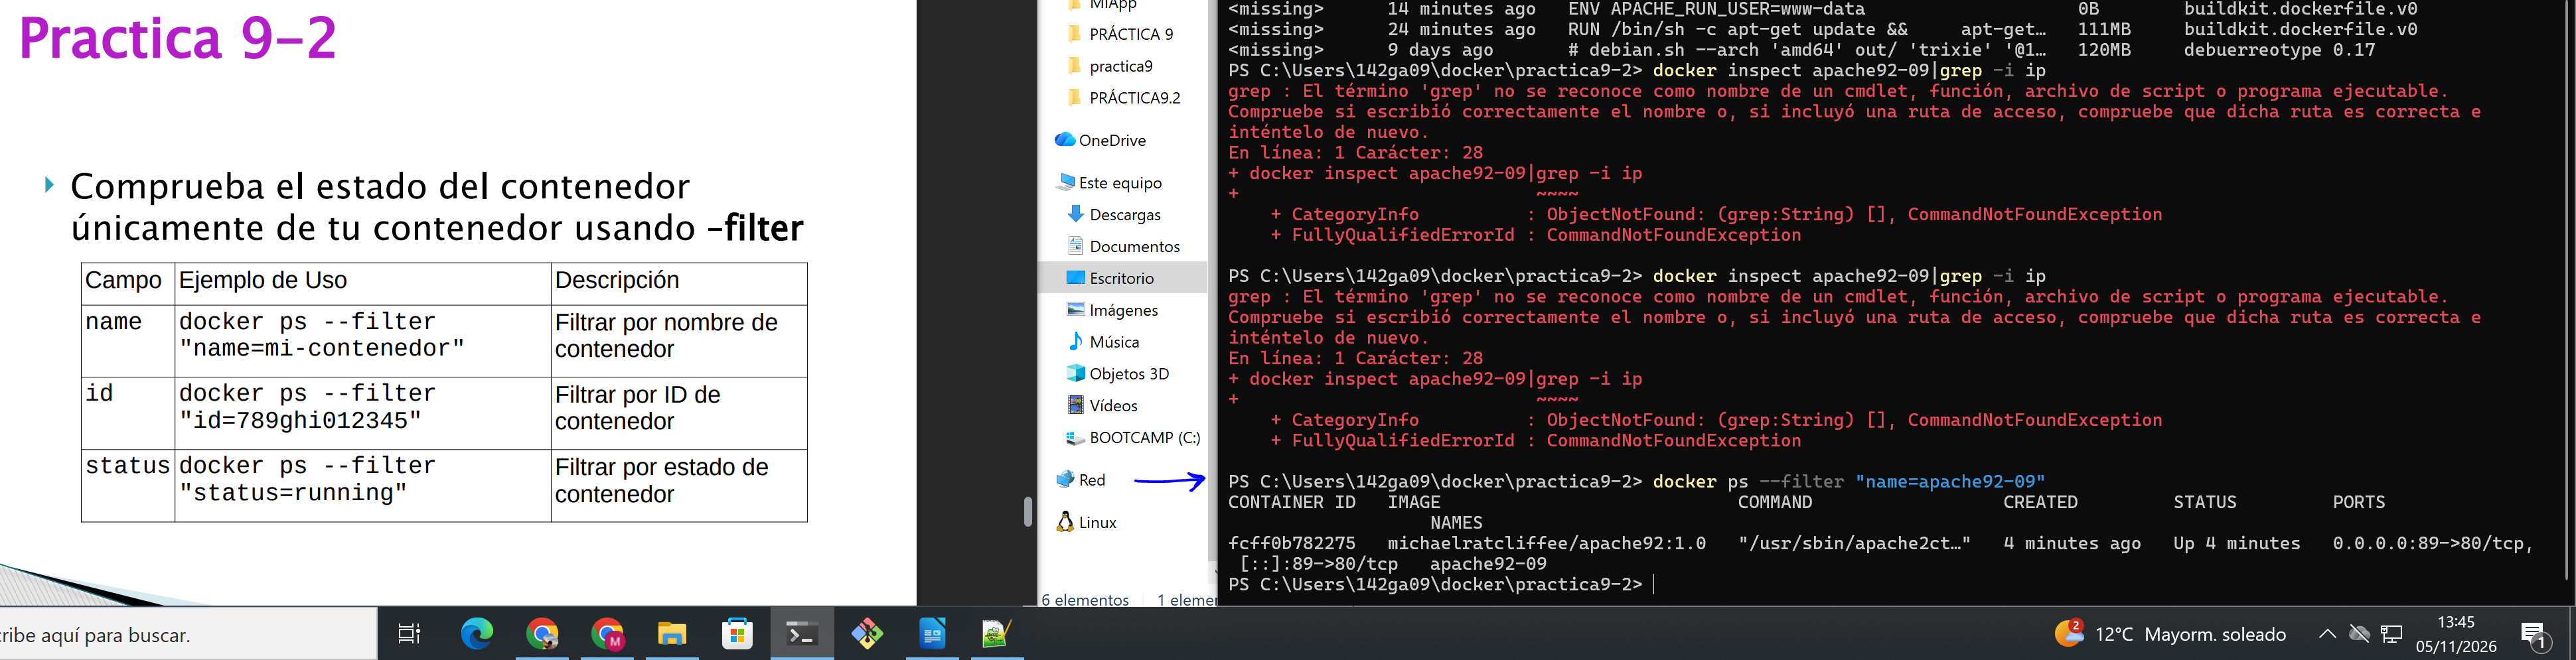 Practica 9-2
Comprueba el estado del contenedor
únicamente de tu contenedor usando –filter
Campo Ejemplo de Uso Descripción
name docker ps --filter "name=mi-contenedor" Filtrar por nombre de contenedor
id docker ps --filter "id=789ghi012345" Filtrar por ID de contenedor
status docker ps --filter "status=running" Filtrar por estado de contenedor
MiApp
PRÁCTICA 9
practica9
PRÁCTICA9.2
OneDrive
Este equipo
Descargas
Documentos
Escritorio
Imágenes
Música
Objetos 3D
Vídeos
BOOTCAMP (C:)
Red
Linux
6 elementos 1 elemen
<missing> 14 minutes ago ENV APACHE_RUN_USER=www-data 0B buildkit.dockerfile.v0
<missing> 24 minutes ago RUN /bin/sh -c apt-get update && apt-get… 111MB buildkit.dockerfile.v0
<missing> 9 days ago # debian.sh --arch 'amd64' out/ 'trixie' '@1… 120MB debuerreotype 0.17
PS C:\Users\142ga09\docker\practica9-2> docker inspect apache92-09|grep -i ip
grep : El término 'grep' no se reconoce como nombre de un cmdlet, función, archivo de script o programa ejecutable.
Compruebe si escribió correctamente el nombre o, si incluyó una ruta de acceso, compruebe que dicha ruta es correcta e
inténtelo de nuevo.
En línea: 1 Carácter: 28
+ docker inspect apache92-09|grep -i ip
+ ~~~~
+ CategoryInfo : ObjectNotFound: (grep:String) [], CommandNotFoundException
+ FullyQualifiedErrorId : CommandNotFoundException
PS C:\Users\142ga09\docker\practica9-2> docker inspect apache92-09|grep -i ip
grep : El término 'grep' no se reconoce como nombre de un cmdlet, función, archivo de script o programa ejecutable.
Compruebe si escribió correctamente el nombre o, si incluyó una ruta de acceso, compruebe que dicha ruta es correcta e
inténtelo de nuevo.
En línea: 1 Carácter: 28
+ docker inspect apache92-09|grep -i ip
+ ~~~~
+ CategoryInfo : ObjectNotFound: (grep:String) [], CommandNotFoundException
+ FullyQualifiedErrorId : CommandNotFoundException
PS C:\Users\142ga09\docker\practica9-2> docker ps --filter "name=apache92-09"
CONTAINER ID IMAGE COMMAND CREATED STATUS PORTS
NAMES
fcff0b782275 michaelratcliffee/apache92:1.0 "/usr/sbin/apache2ct…" 4 minutes ago Up 4 minutes 0.0.0.0:89->80/tcp,
[::]:89->80/tcp apache92-09
PS C:\Users\142ga09\docker\practica9-2>
cribe aquí para buscar.
M
2
12°C Mayorm. soleado
13:45
05/11/2026
1